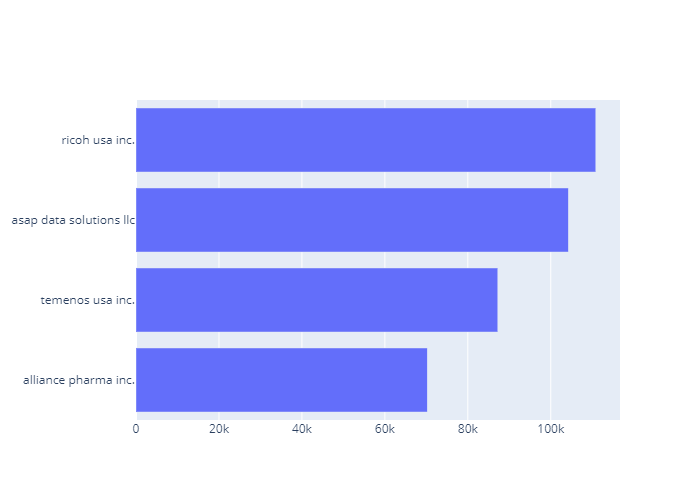 ricoh usa inc.
asap data solutions llc
temenos usa inc.
alliance pharma inc.
0 20k 40k 60k 80k 100k